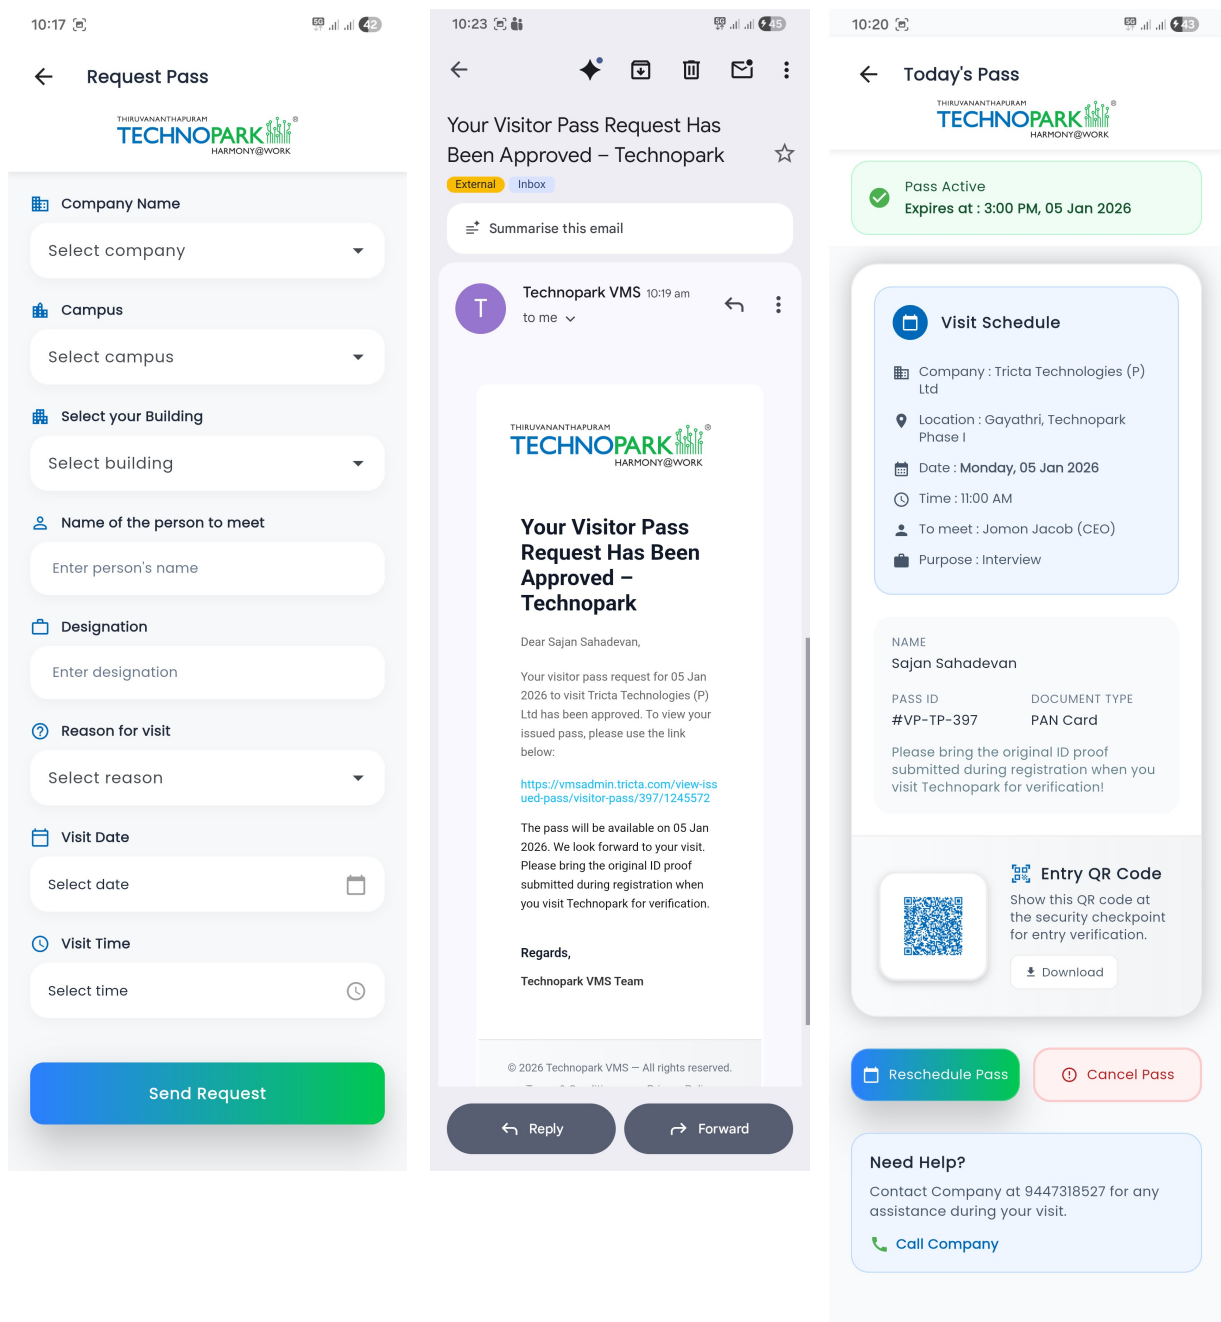 10:17
5G
42
Request Pass
THIRUVANANTHAPURAM
TECHNOPARK®
HARMONY@WORK
Company Name
Select company
Campus
Select campus
Select your Building
Select building
Name of the person to meet
Enter person's name
Designation
Enter designation
Reason for visit
Select reason
Visit Date
Select date
Visit Time
Select time
Send Request
10:23
5G
45
Your Visitor Pass Request Has
Been Approved – Technopark
External Inbox
Summarise this email
T
Technopark VMS 10:19 am
to me
THIRUVANANTHAPURAM
TECHNOPARK®
HARMONY@WORK
Your Visitor Pass
Request Has Been
Approved –
Technopark
Dear Sajan Sahadevan,
Your visitor pass request for 05 Jan
2026 to visit Tricta Technologies (P)
Ltd has been approved. To view your
issued pass, please use the link
below:
https://vmsadmin.tricta.com/view-iss
ued-pass/visitor-pass/397/1245572
The pass will be available on 05 Jan
2026. We look forward to your visit.
Please bring the original ID proof
submitted during registration when
you visit Technopark for verification.
Regards,
Technopark VMS Team
© 2026 Technopark VMS — All rights reserved.
Reply
Forward
10:20
5G
43
Today's Pass
THIRUVANANTHAPURAM
TECHNOPARK®
HARMONY@WORK
Pass Active
Expires at : 3:00 PM, 05 Jan 2026
Visit Schedule
Company : Tricta Technologies (P)
Ltd
Location : Gayathri, Technopark
Phase I
Date : Monday, 05 Jan 2026
Time : 11:00 AM
To meet : Jomon Jacob (CEO)
Purpose : Interview
NAME
Sajan Sahadevan
PASS ID DOCUMENT TYPE
#VP-TP-397 PAN Card
Please bring the original ID proof
submitted during registration when you
visit Technopark for verification!
Entry QR Code
Show this QR code at
the security checkpoint
for entry verification.
Download
Reschedule Pass
Cancel Pass
Need Help?
Contact Company at 9447318527 for any
assistance during your visit.
Call Company